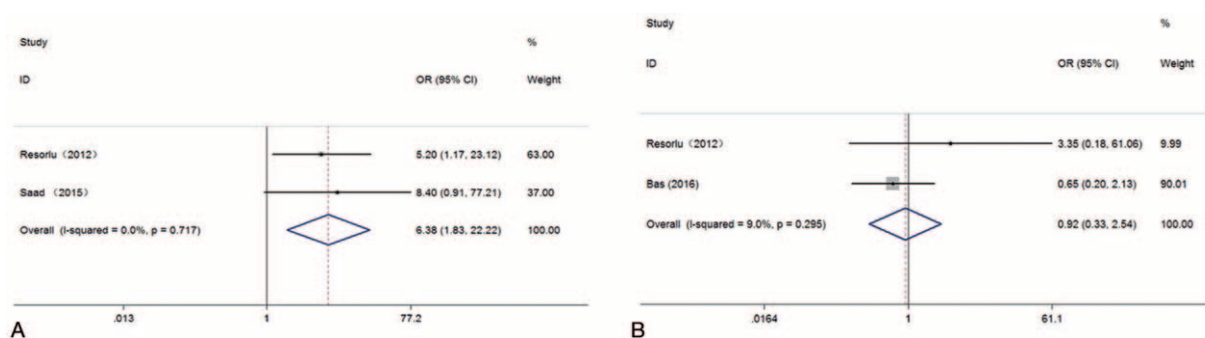 Study %
ID OR (95% CI) Weight
Resorlu（2012） 5.20 (1.17, 23.12) 63.00
Saad （2015） 8.40 (0.91, 77.21) 37.00
Overall (I-squared = 0.0%, p = 0.717) 6.38 (1.83, 22.22) 100.00
.013 1 77.2
A
Study %
ID OR (95% CI) Weight
Resorlu（2012） 3.35 (0.18, 61.06) 9.99
Bas (2016) 0.65 (0.20, 2.13) 90.01
Overall (I-squared = 9.0%, p = 0.295) 0.92 (0.33, 2.54) 100.00
.0164 1 61.1
B